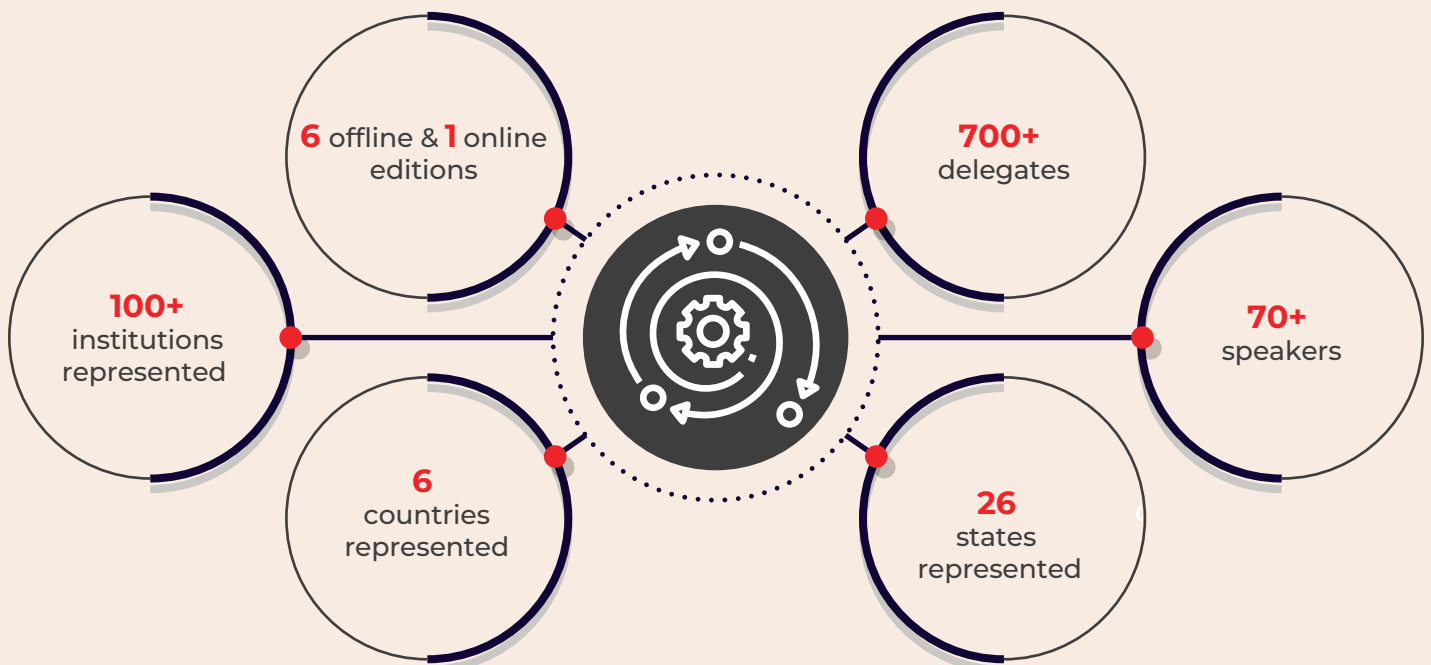 6 offline & 1 online
editions
700+
delegates
100+
institutions
represented
70+
speakers
6
countries
represented
26
states
represented